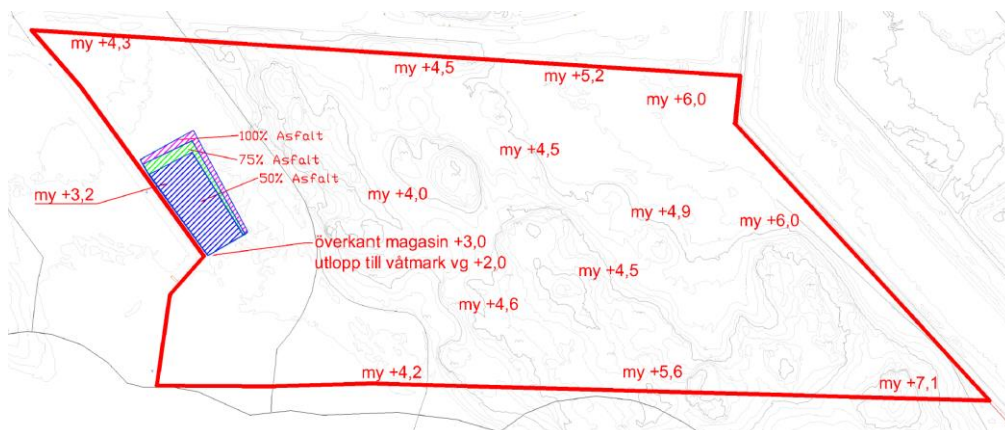 my +4,3
my +4,5
my +5,2
my +6,0
100% Asfalt
my +4,5
75% Asfalt
50% Asfalt
my +3,2
my +4,0
my +4,9
my +6,0
överkant magasin +3,0
utlopp till våtmark vg +2,0
my +4,5
my +4,6
my +4,2
my +5,6
my +7,1